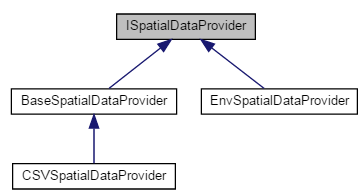 ISpatialDataProvider
BaseSpatialDataProvider
EnvSpatialDataProvider
CSVSpatialDataProvider